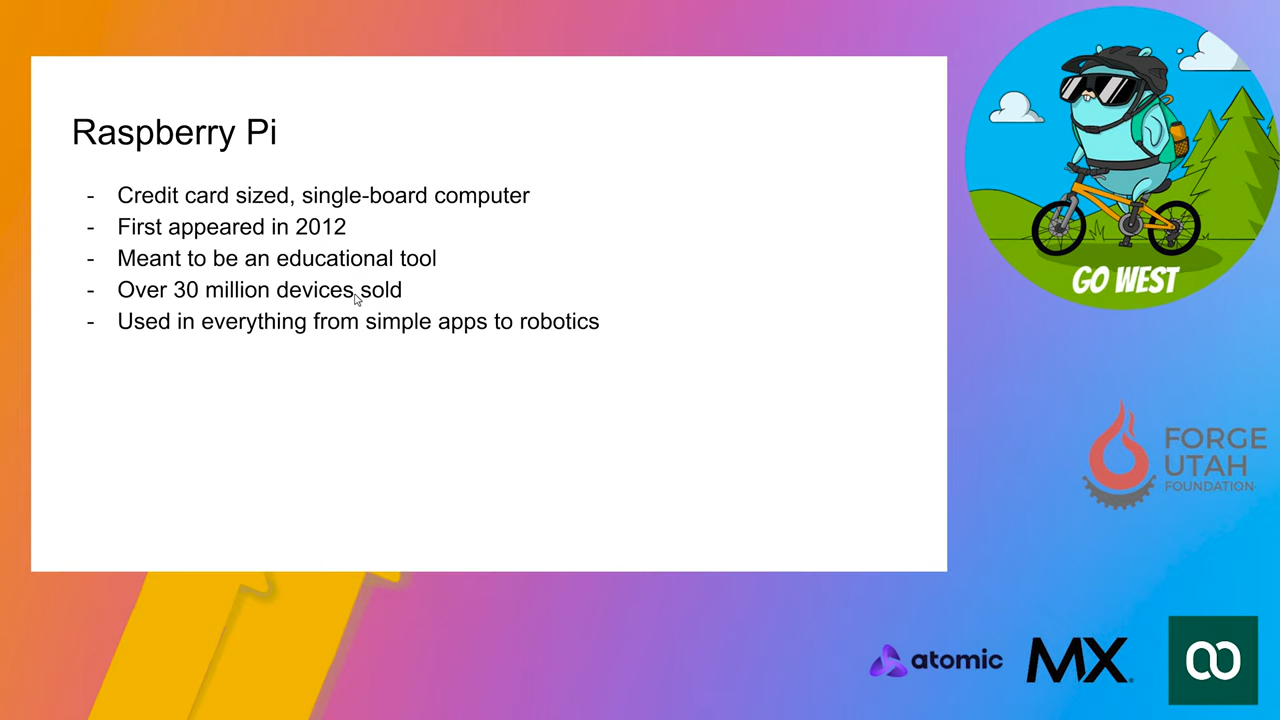 Raspberry Pi
- Credit card sized, single-board computer
- First appeared in 2012
- Meant to be an educational tool
- Over 30 million devices sold
- Used in everything from simple apps to robotics
GO WEST
FORGE
UTAH
FOUNDATION
atomic
MX